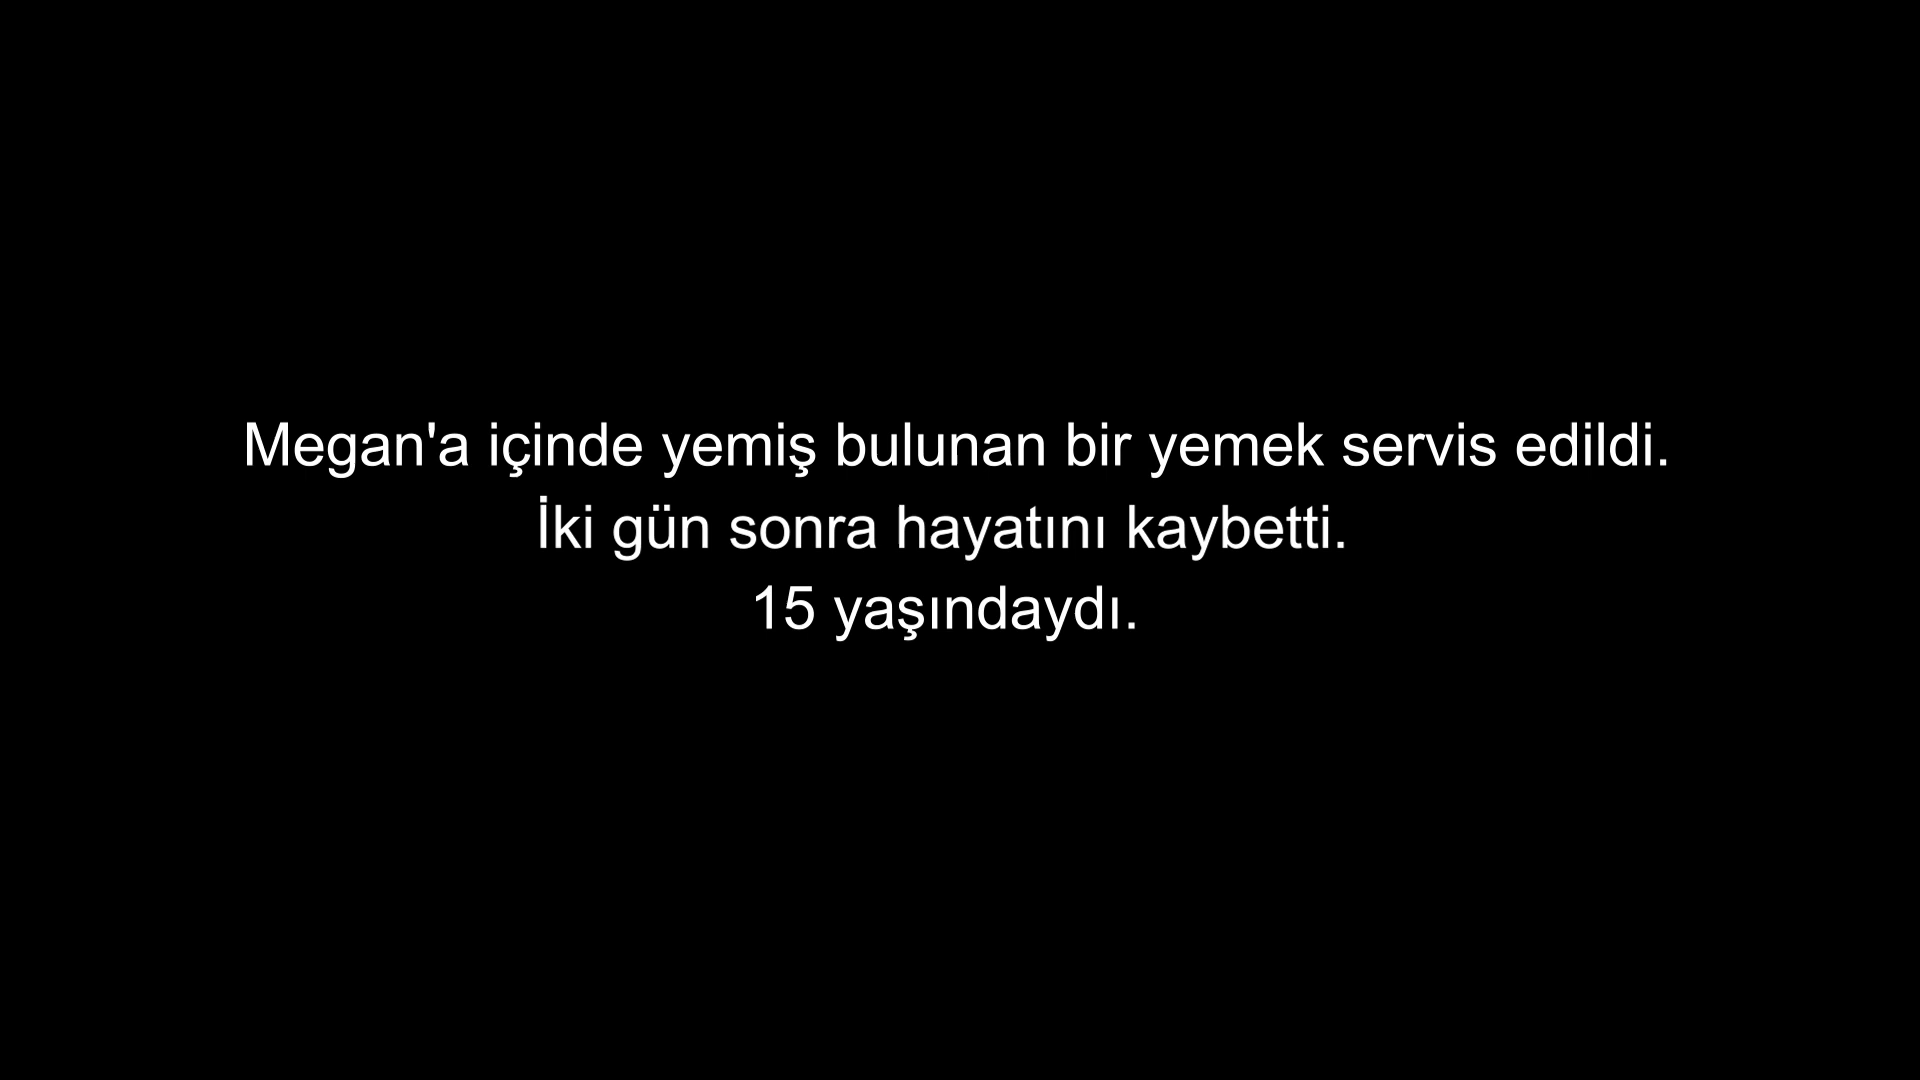 Megan'a içinde yemiş bulunan bir yemek servis edildi.
İki gün sonra hayatını kaybetti.
15 yaşındaydı.